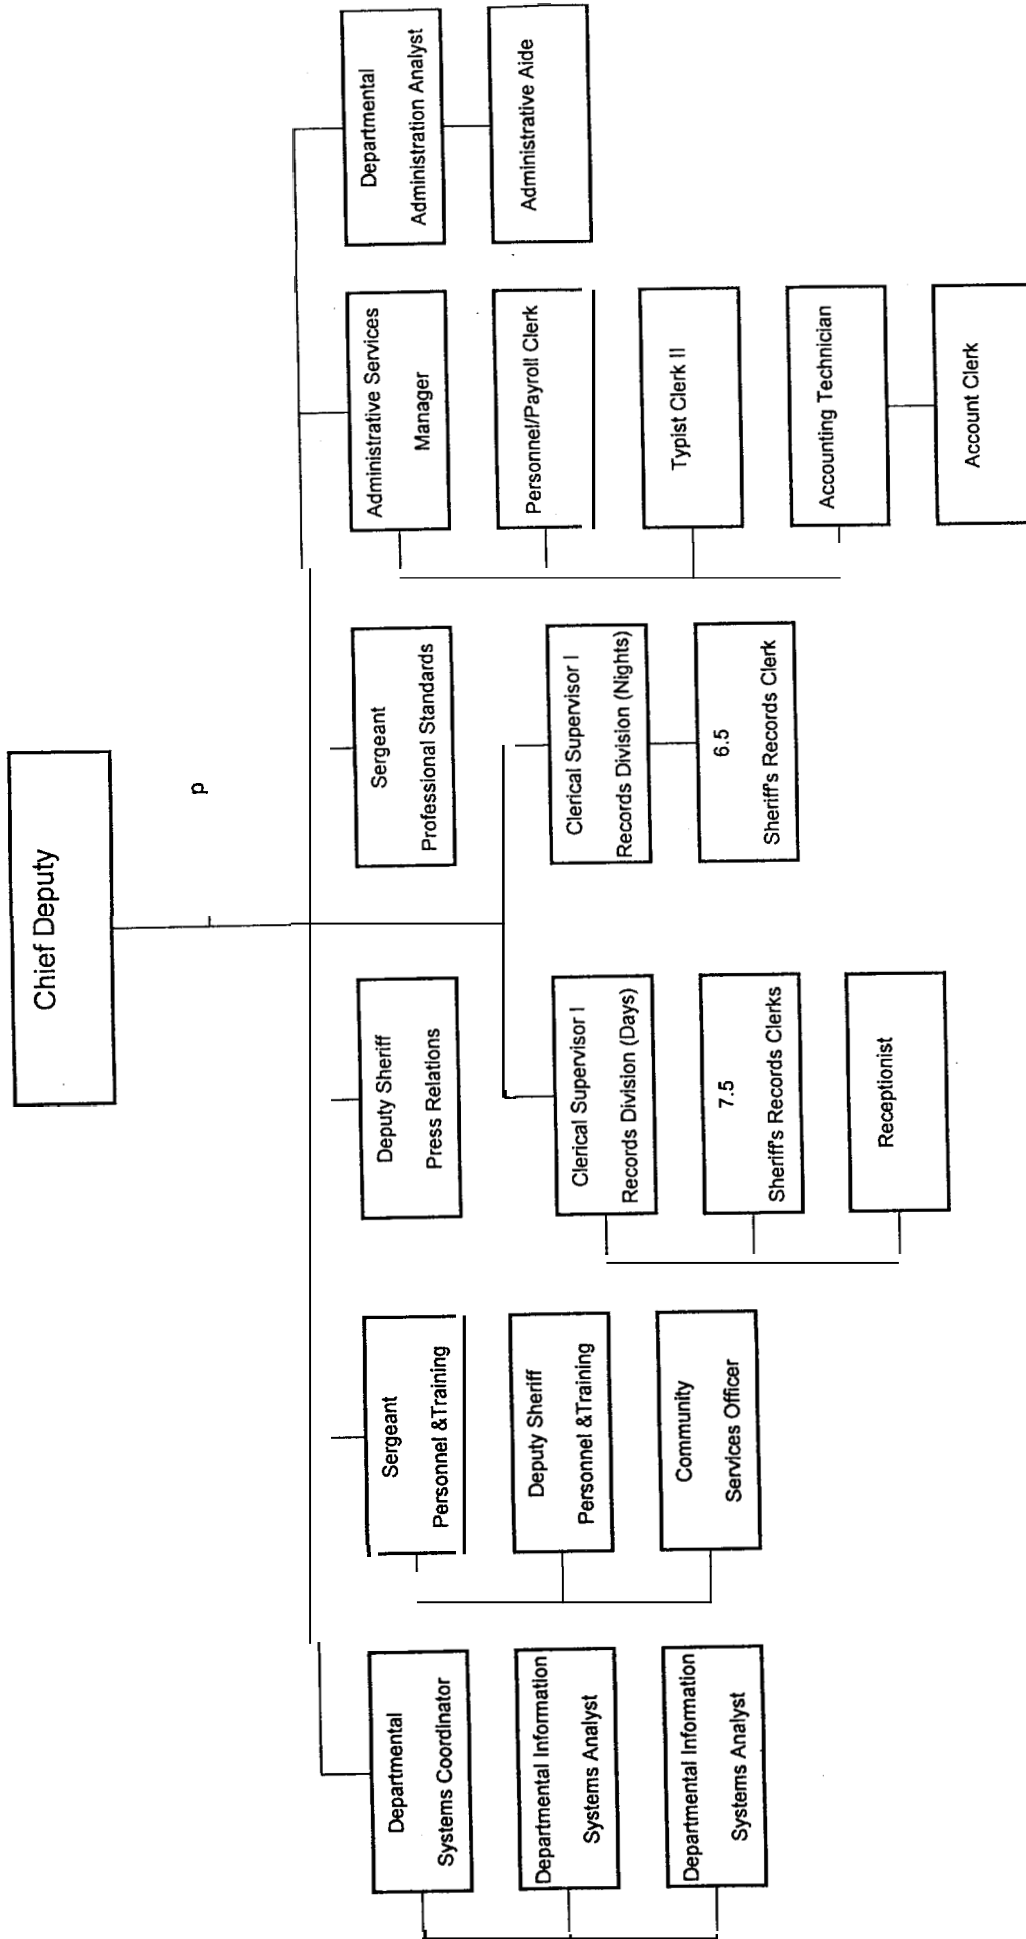 Chief Deputy
p
Departmental
Systems Coordinator
Departmental Information
Systems Analyst
Departmental Information
Systems Analyst
Sergeant
Personnel &Training
Deputy Sheriff
Personnel &Training
Community
Services Officer
Deputy Sheriff
Press Relations
Clerical Supervisor I
Records Division (Days)
7.5
Sheriff's Records Clerks
Receptionist
Sergeant
Professional Standards
Clerical Supervisor I
Records Division (Nights)
6.5
Sheriff's Records Clerk
Administrative Services
Manager
Personnel/Payroll Clerk
Typist Clerk II
Accounting Technician
Account Clerk
Departmental
Administration Analyst
Administrative Aide